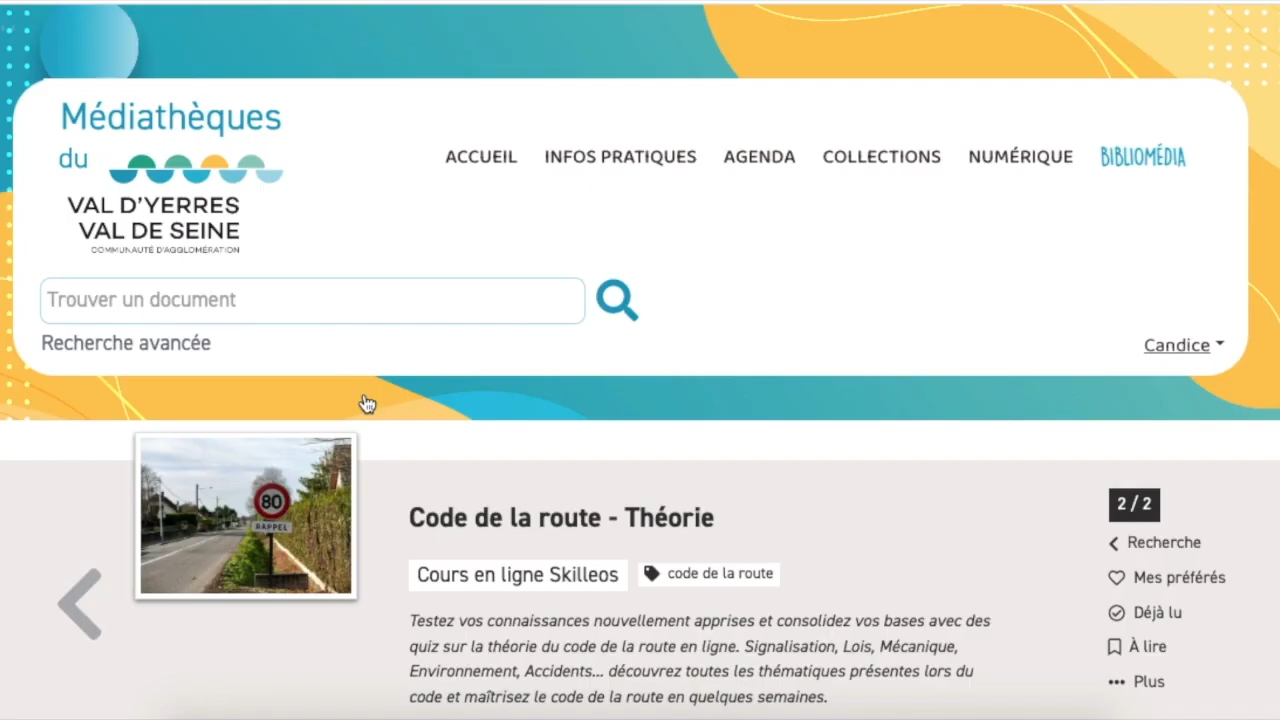 Médiathèques
du
VAL D'YERRES
VAL DE SEINE
COMMUNAUTÉ D'AGGLOMÉRATION
ACCUEIL INFOS PRATIQUES AGENDA COLLECTIONS NUMÉRIQUE BIBLIOMÉDIA
Trouver un document
Recherche avancée
Candice
80
RAPPEL
Code de la route - Théorie
Cours en ligne Skilleos code de la route
Testez vos connaissances nouvellement apprises et consolidez vos bases avec des
quiz sur la théorie du code de la route en ligne. Signalisation, Lois, Mécanique,
Environnement, Accidents... découvrez toutes les thématiques présentes lors du
code et maîtrisez le code de la route en quelques semaines.
2 / 2
Recherche
Mes préférés
Déjà lu
À lire
Plus